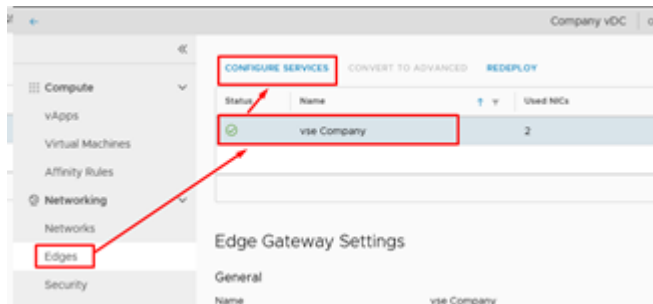 Company vDC
CONFIGURE SERVICES CONVERT TO ADVANCED REDEPLOY
Compute
Status Name Used NICs
vApps
vse Company 2
Virtual Machines
Affinity Rules
Networking
Networks
Edge Gateway Settings
Edges
General
Security
Name vse Company